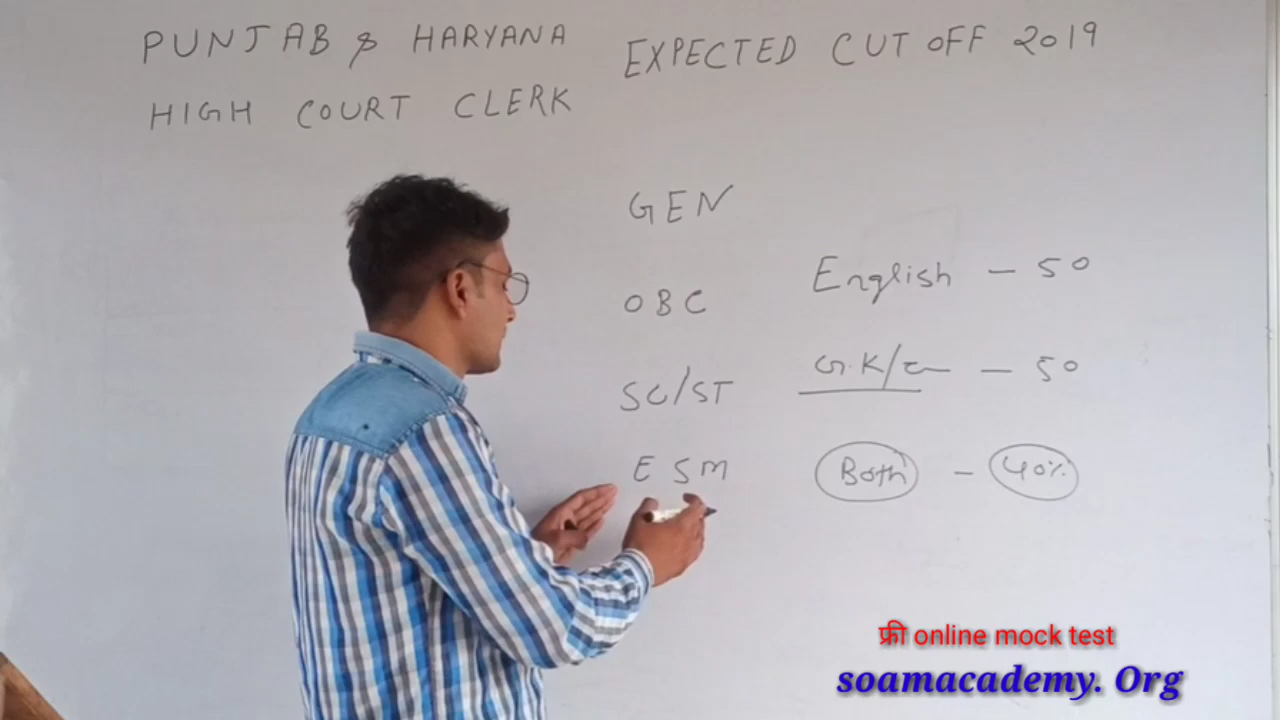 PUNJAB & HARYANA
HIGH COURT CLERK
EXPECTED CUT OFF 2019
GEN
OBC
SC/ST
ESM
English - 50
G.K/ - 50
Both - 40%
फ्री online mock test
soamacademy. Org